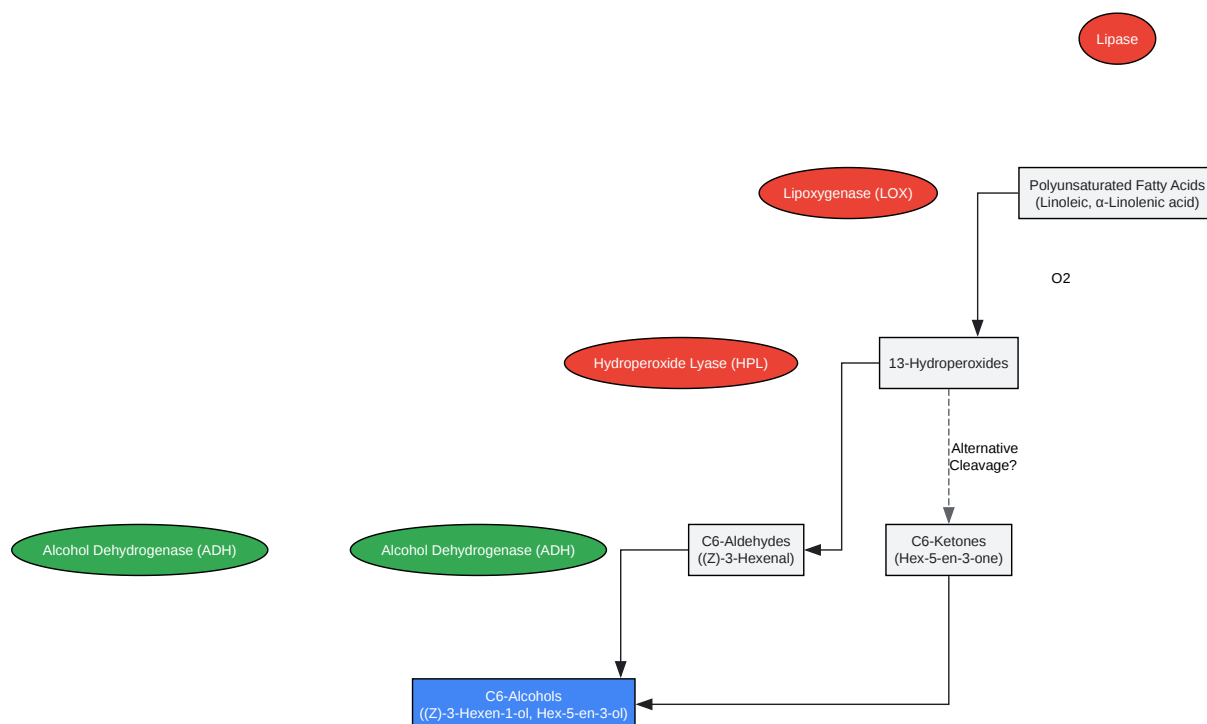 Lipase
Lipoxygenase (LOX)
Polyunsaturated Fatty Acids
(Linoleic, α-Linolenic acid)
O2
Hydroperoxide Lyase (HPL)
13-Hydroperoxides
Alternative
Cleavage?
Alcohol Dehydrogenase (ADH)
Alcohol Dehydrogenase (ADH)
C6-Aldehydes
((Z)-3-Hexenal)
C6-Ketones
(Hex-5-en-3-one)
C6-Alcohols
((Z)-3-Hexen-1-ol, Hex-5-en-3-ol)